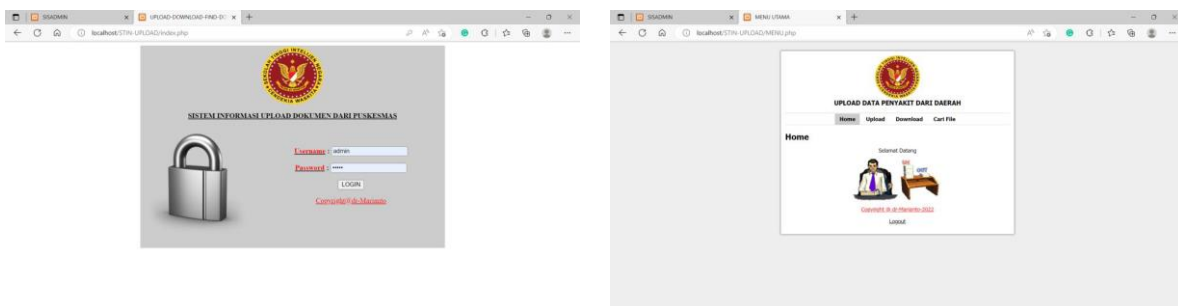 SISADMIN
UPLOAD-DOWNLOAD-FIND-DO
localhost/STIN-UPLOAD/index.php
SISTEM INFORMASI UPLOAD DOKUMEN DARI PUSKESMAS
Username : admin
Password : •••••
LOGIN
Copyright@dr-Marianto
SISADMIN
MENU UTAMA
localhost/STIN-UPLOAD/MENU.php
UPLOAD DATA PENYAKIT DARI DAERAH
Home Upload Download Cari File
Home
Selamat Datang
Copyright @ dr-Marianto-2022
Logout